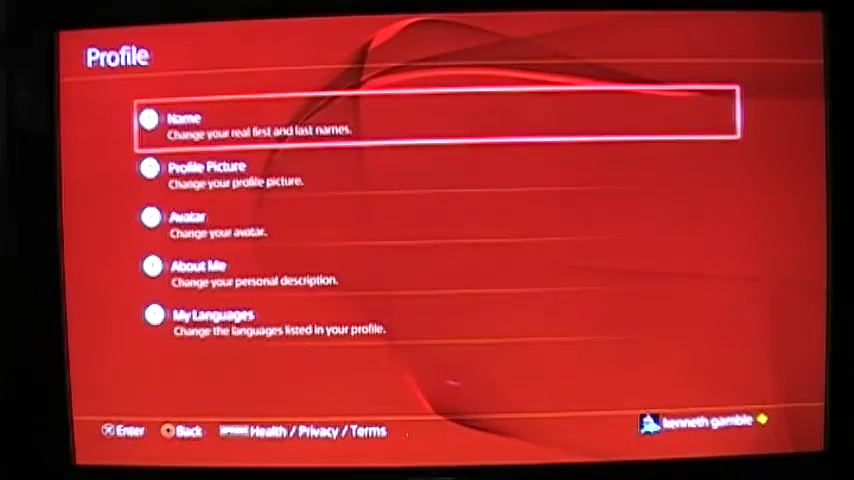 Profile
Name
Change your real first and last names.
Profile Picture
Change your profile picture.
Avatar
Change your avatar.
About Me
Change your personal description.
My Languages
Change the languages listed in your profile.
Enter Back Health / Privacy / Terms
kenneth gamble